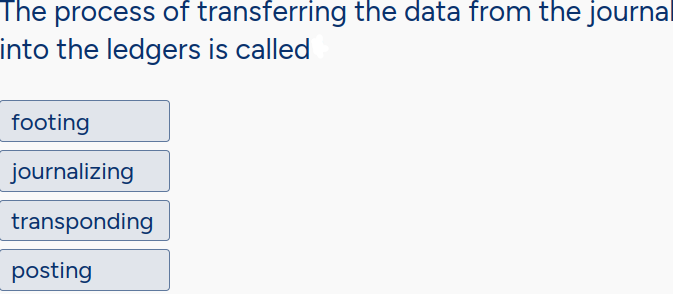 The process of transferring the data from the journal
into the ledgers is called
footing
journalizing
transponding
posting